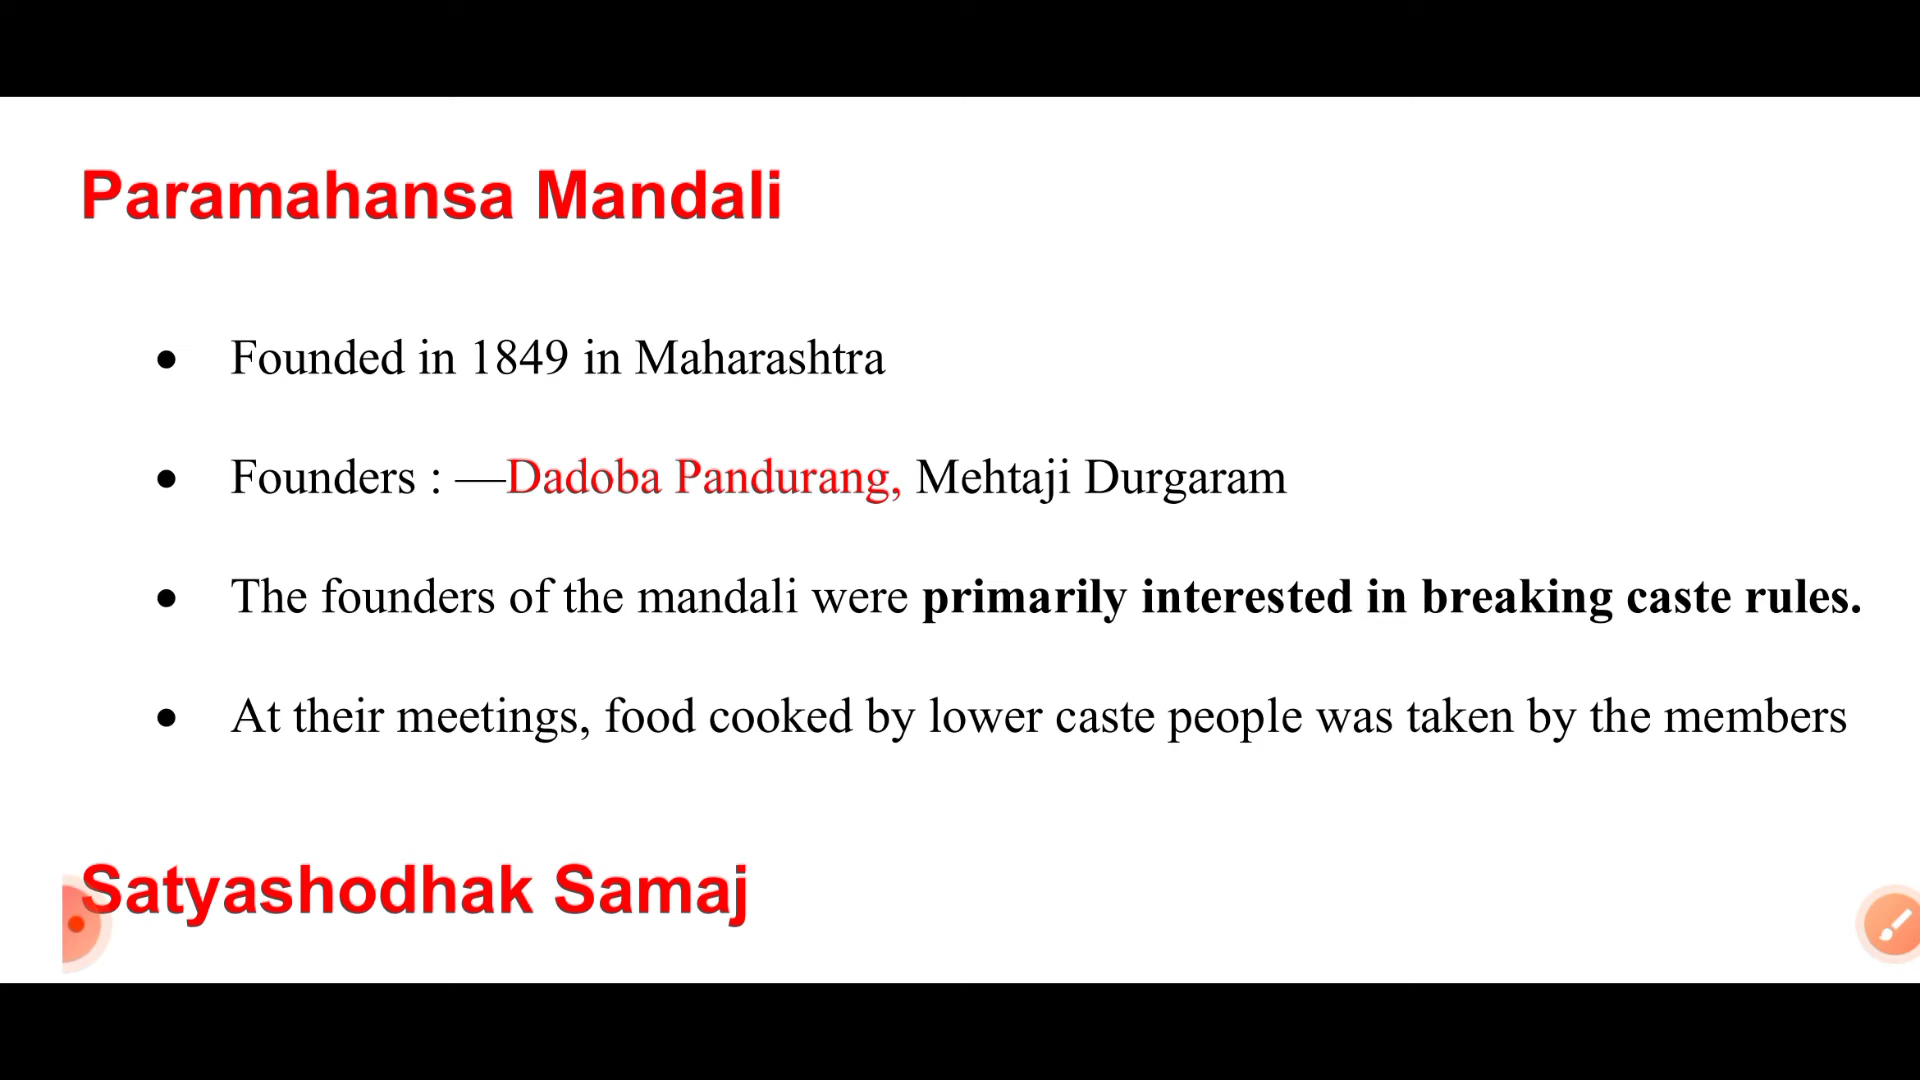 Paramahansa Mandali
● Founded in 1849 in Maharashtra
● Founders : —Dadoba Pandurang, Mehtaji Durgaram
● The founders of the mandali were primarily interested in breaking caste rules.
● At their meetings, food cooked by lower caste people was taken by the members
Satyashodhak Samaj